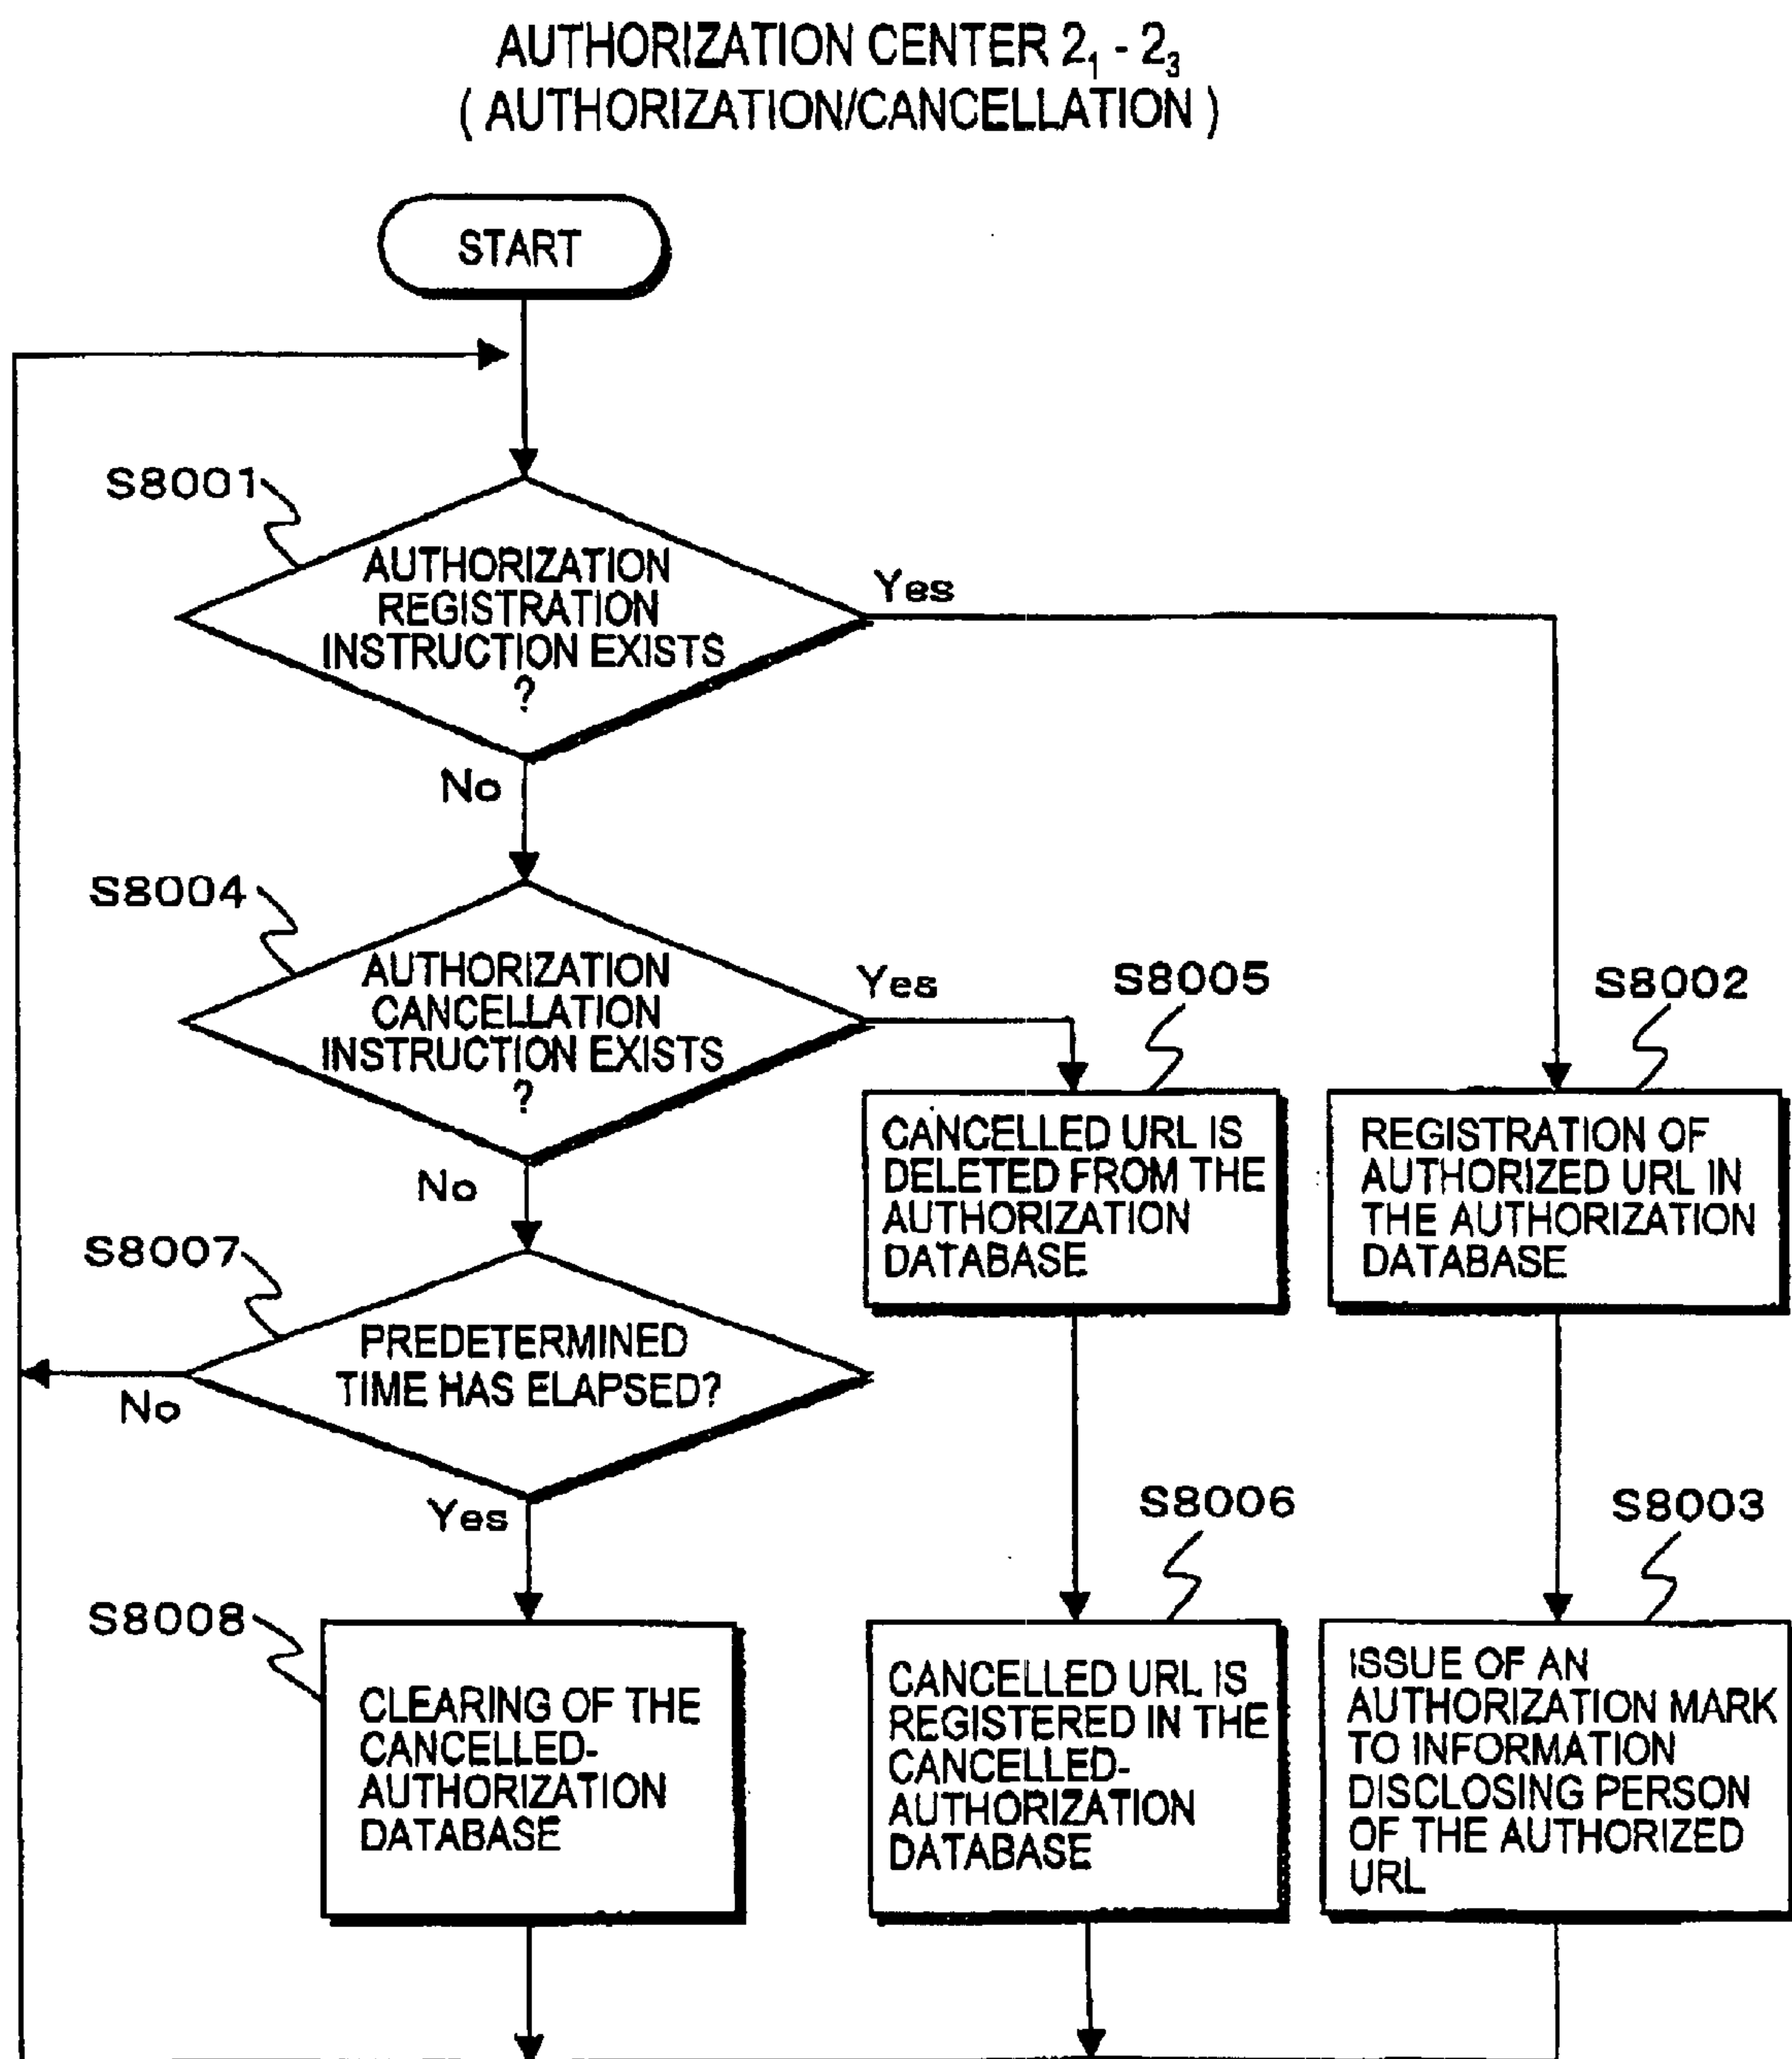 AUTHORIZATION CENTER 2₁ - 2₃
( AUTHORIZATION/CANCELLATION )
START
S8001
AUTHORIZATION
REGISTRATION
INSTRUCTION EXISTS
?
Yes
No
S8004
AUTHORIZATION
CANCELLATION
INSTRUCTION EXISTS
?
Yes
No
S8005
CANCELLED URL IS
DELETED FROM THE
AUTHORIZATION
DATABASE
S8002
REGISTRATION OF
AUTHORIZED URL IN
THE AUTHORIZATION
DATABASE
S8007
PREDETERMINED
TIME HAS ELAPSED?
No
Yes
S8008
CLEARING OF THE
CANCELLED-
AUTHORIZATION
DATABASE
S8006
CANCELLED URL IS
REGISTERED IN THE
CANCELLED-
AUTHORIZATION
DATABASE
S8003
ISSUE OF AN
AUTHORIZATION MARK
TO INFORMATION
DISCLOSING PERSON
OF THE AUTHORIZED
URL